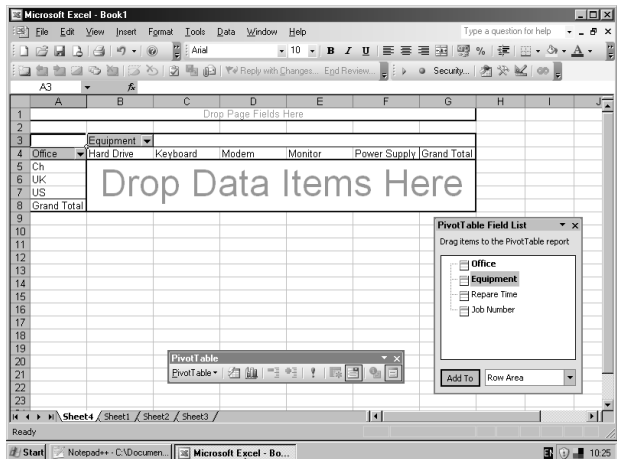 Microsoft Excel - Book1
File Edit View Insert Format Tools Data Window Help
Type a question for help
Arial 10 B I U %
Reply with Changes... End Review...
Security...
A3 fx
A B C D E F G H I J
1 Drop Page Fields Here
2
3 Equipment
4 Office Hard Drive Keyboard Modem Monitor Power Supply Grand Total
5 Ch
6 UK
7 US
8 Grand Total
Drop Data Items Here
9
10
11
12
13
14
15
16
17
18
19
20
21
22
23
PivotTable Field List
Drag items to the PivotTable report
Office
Equipment
Repare Time
Job Number
Add To Row Area
PivotTable
PivotTable
Sheet4 Sheet1 Sheet2 Sheet3
Ready
Start Notepad++ - C:\Documen... Microsoft Excel - Bo... EN 10:25